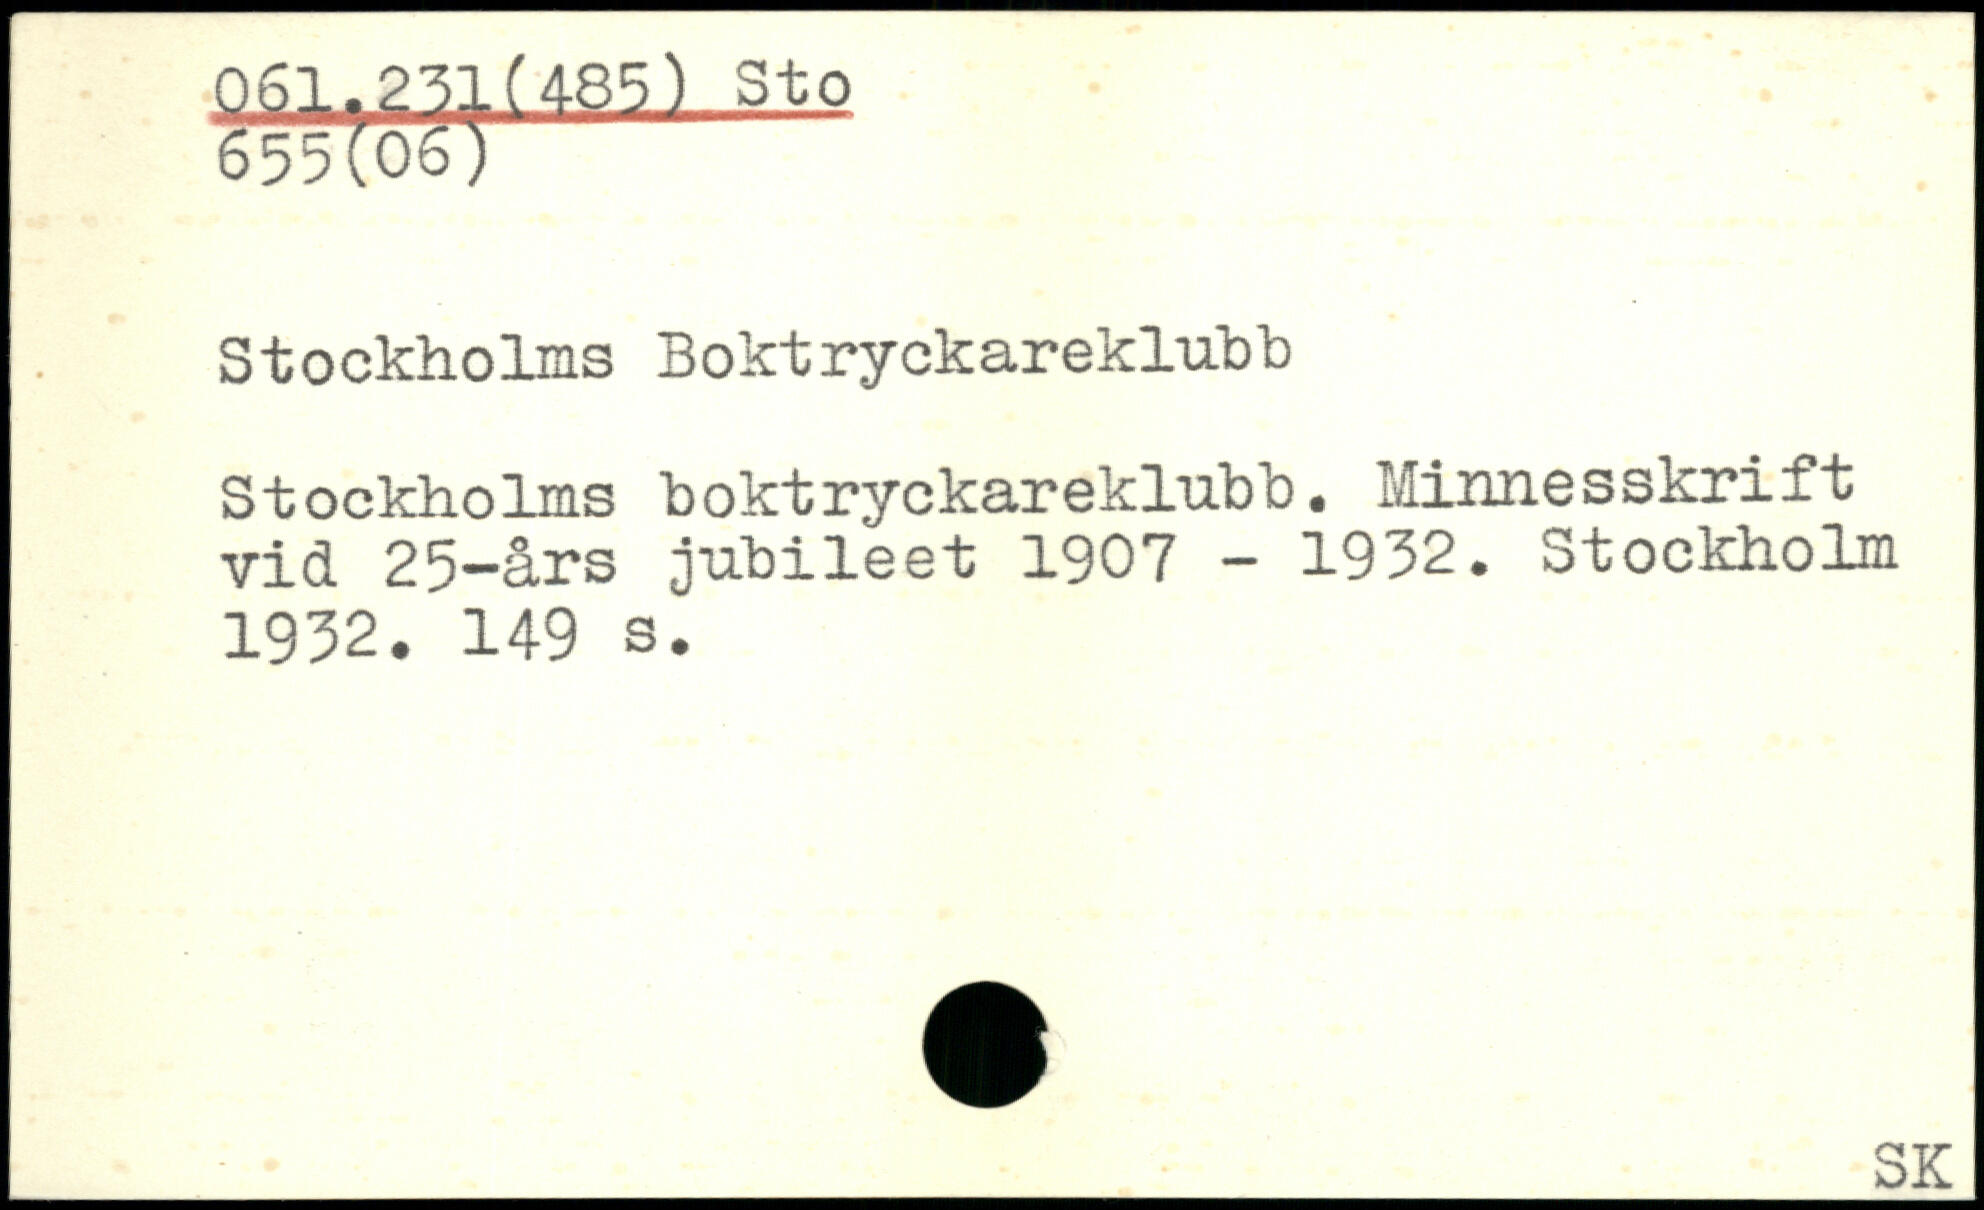 061.231(485) Sto
655(06)
Stockholms Boktryckareklubb
Stockholms boktryckareklubb. Minnesskrift
vid 25-års jubileet 1907 - 1932. Stockholm
1932. 149 s.
SK